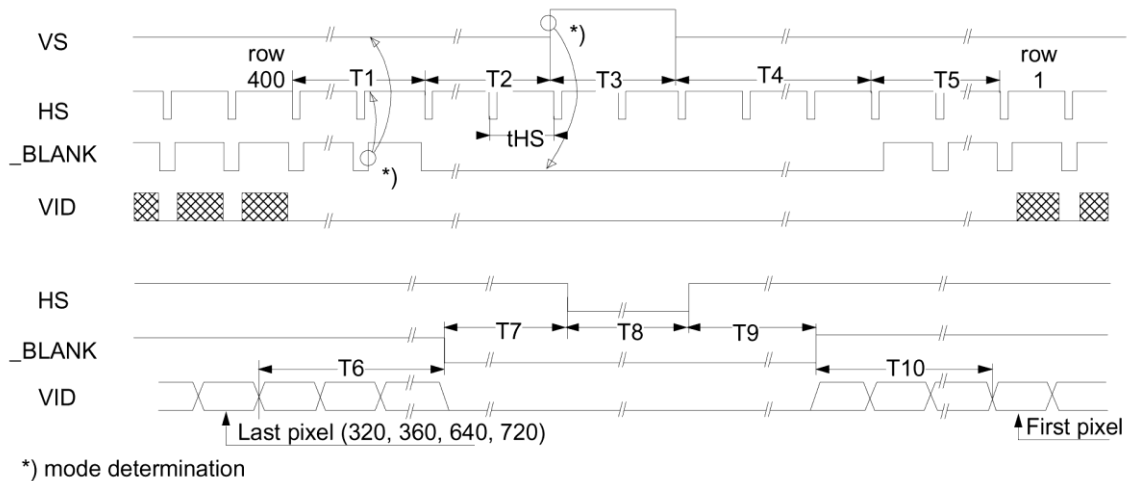 VS
*)
row
400
T1
T2
T3
T4
T5
row
1
HS
tHS
_BLANK
*)
VID
HS
T7
T8
T9
_BLANK
T6
T10
VID
Last pixel (320, 360, 640, 720)
First pixel
*) mode determination